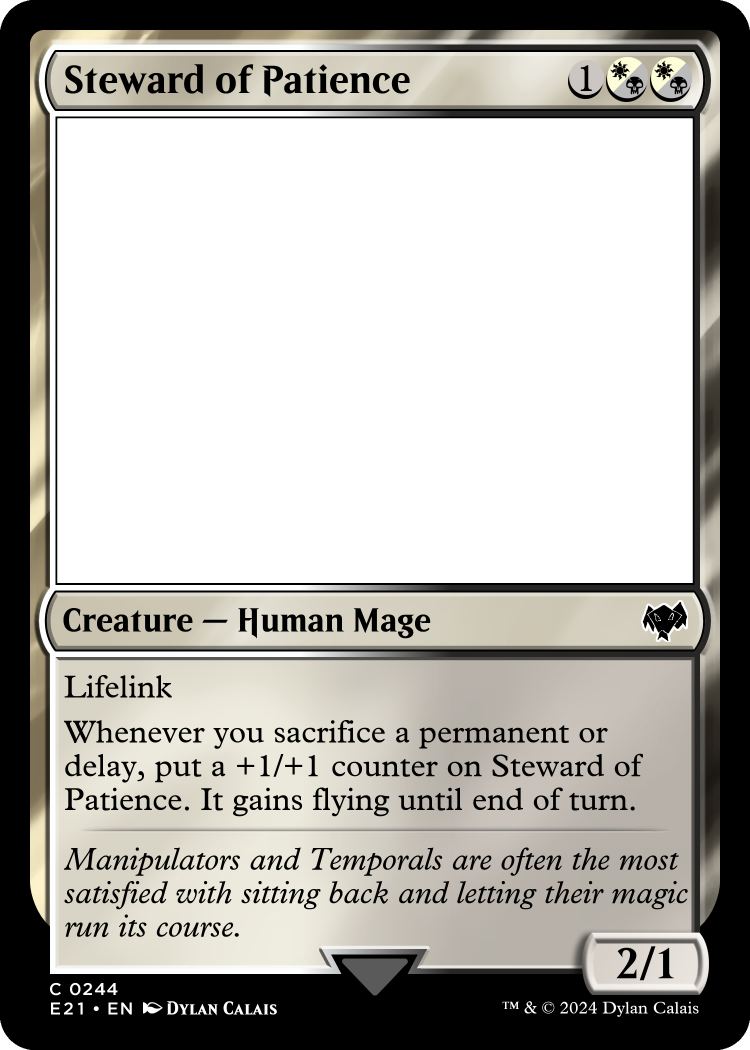 Steward of Patience 1
Creature — Human Mage
Lifelink
Whenever you sacrifice a permanent or
delay, put a +1/+1 counter on Steward of
Patience. It gains flying until end of turn.
Manipulators and Temporals are often the most
satisfied with sitting back and letting their magic
run its course.
2/1
C 0244
E21 • EN DYLAN CALAIS
™ & © 2024 Dylan Calais